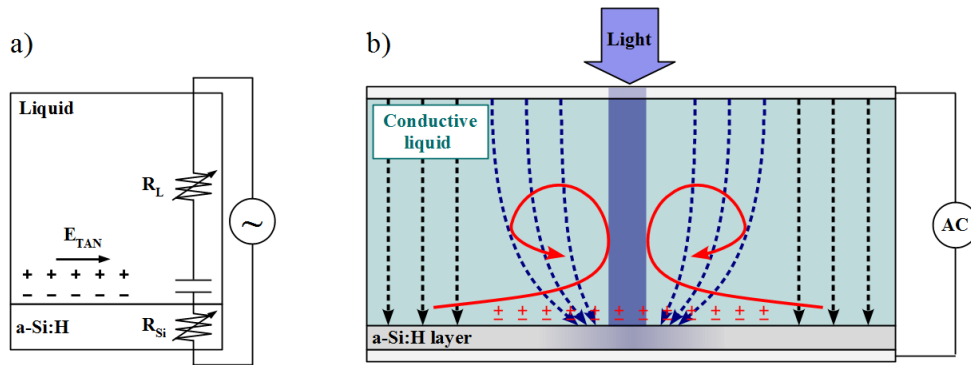 a)
Liquid
R_L
E_TAN
+ + + + +
− − − − −
~
a-Si:H
R_Si
b)
Light
Conductive
liquid
AC
+ + + + + + + + + + + +
− − − − − − − − − − − −
a-Si:H layer